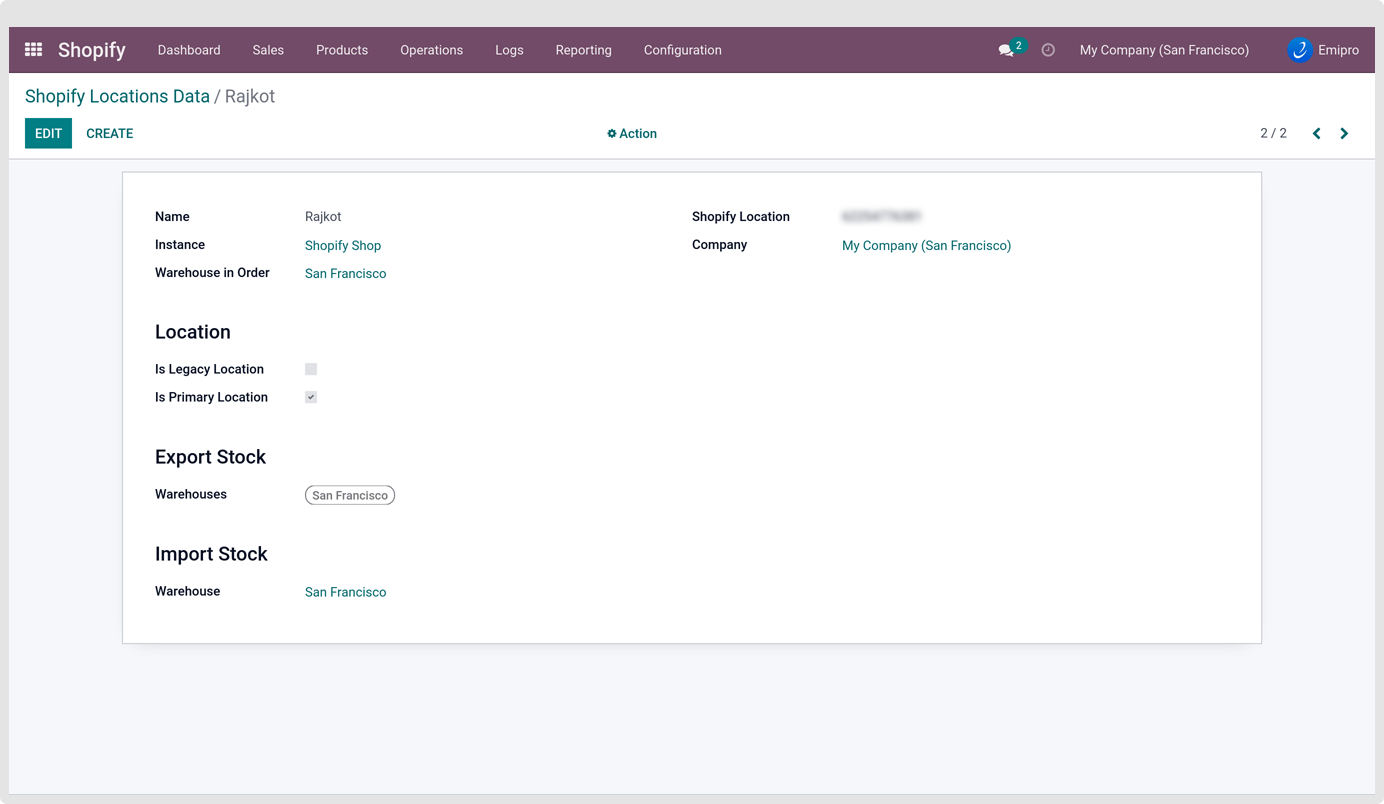 Shopify Dashboard Sales Products Operations Logs Reporting Configuration 2 My Company (San Francisco) Emipro
Shopify Locations Data / Rajkot
EDIT CREATE Action 2 / 2
Name Rajkot Shopify Location
Instance Shopify Shop Company My Company (San Francisco)
Warehouse in Order San Francisco
Location
Is Legacy Location
Is Primary Location
Export Stock
Warehouses San Francisco
Import Stock
Warehouse San Francisco